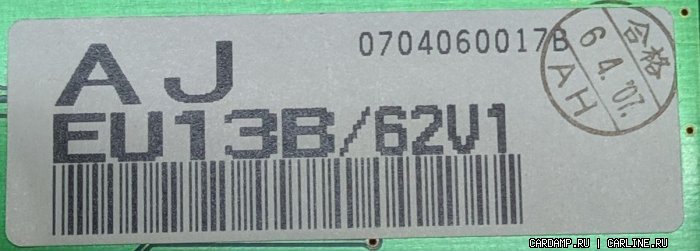 AJ
0704060017B
EU13B/62V1
合格
6.4.'07.
AH
CARDAMP.RU | CARLINE.RU